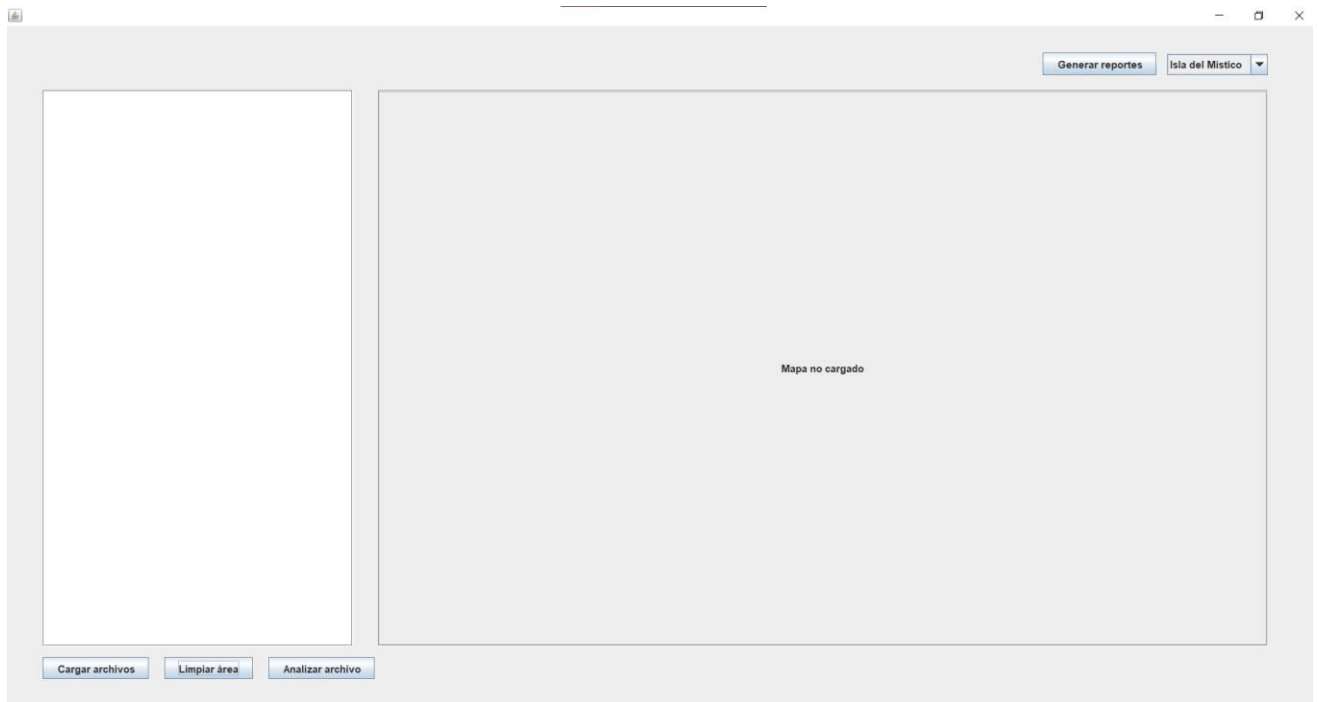 Generar reportes
Isla del Mistico
Mapa no cargado
Cargar archivos
Limpiar área
Analizar archivo